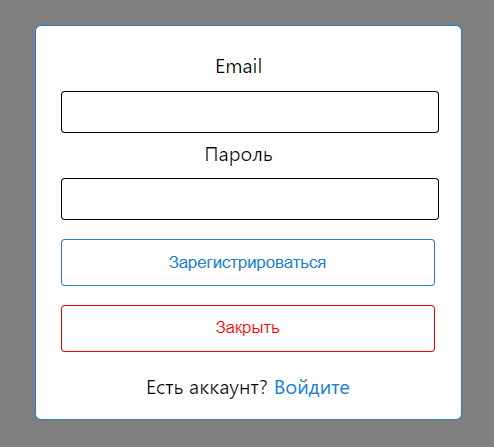 Email
Пароль
Зарегистрироваться
Закрыть
Есть аккаунт? Войдите